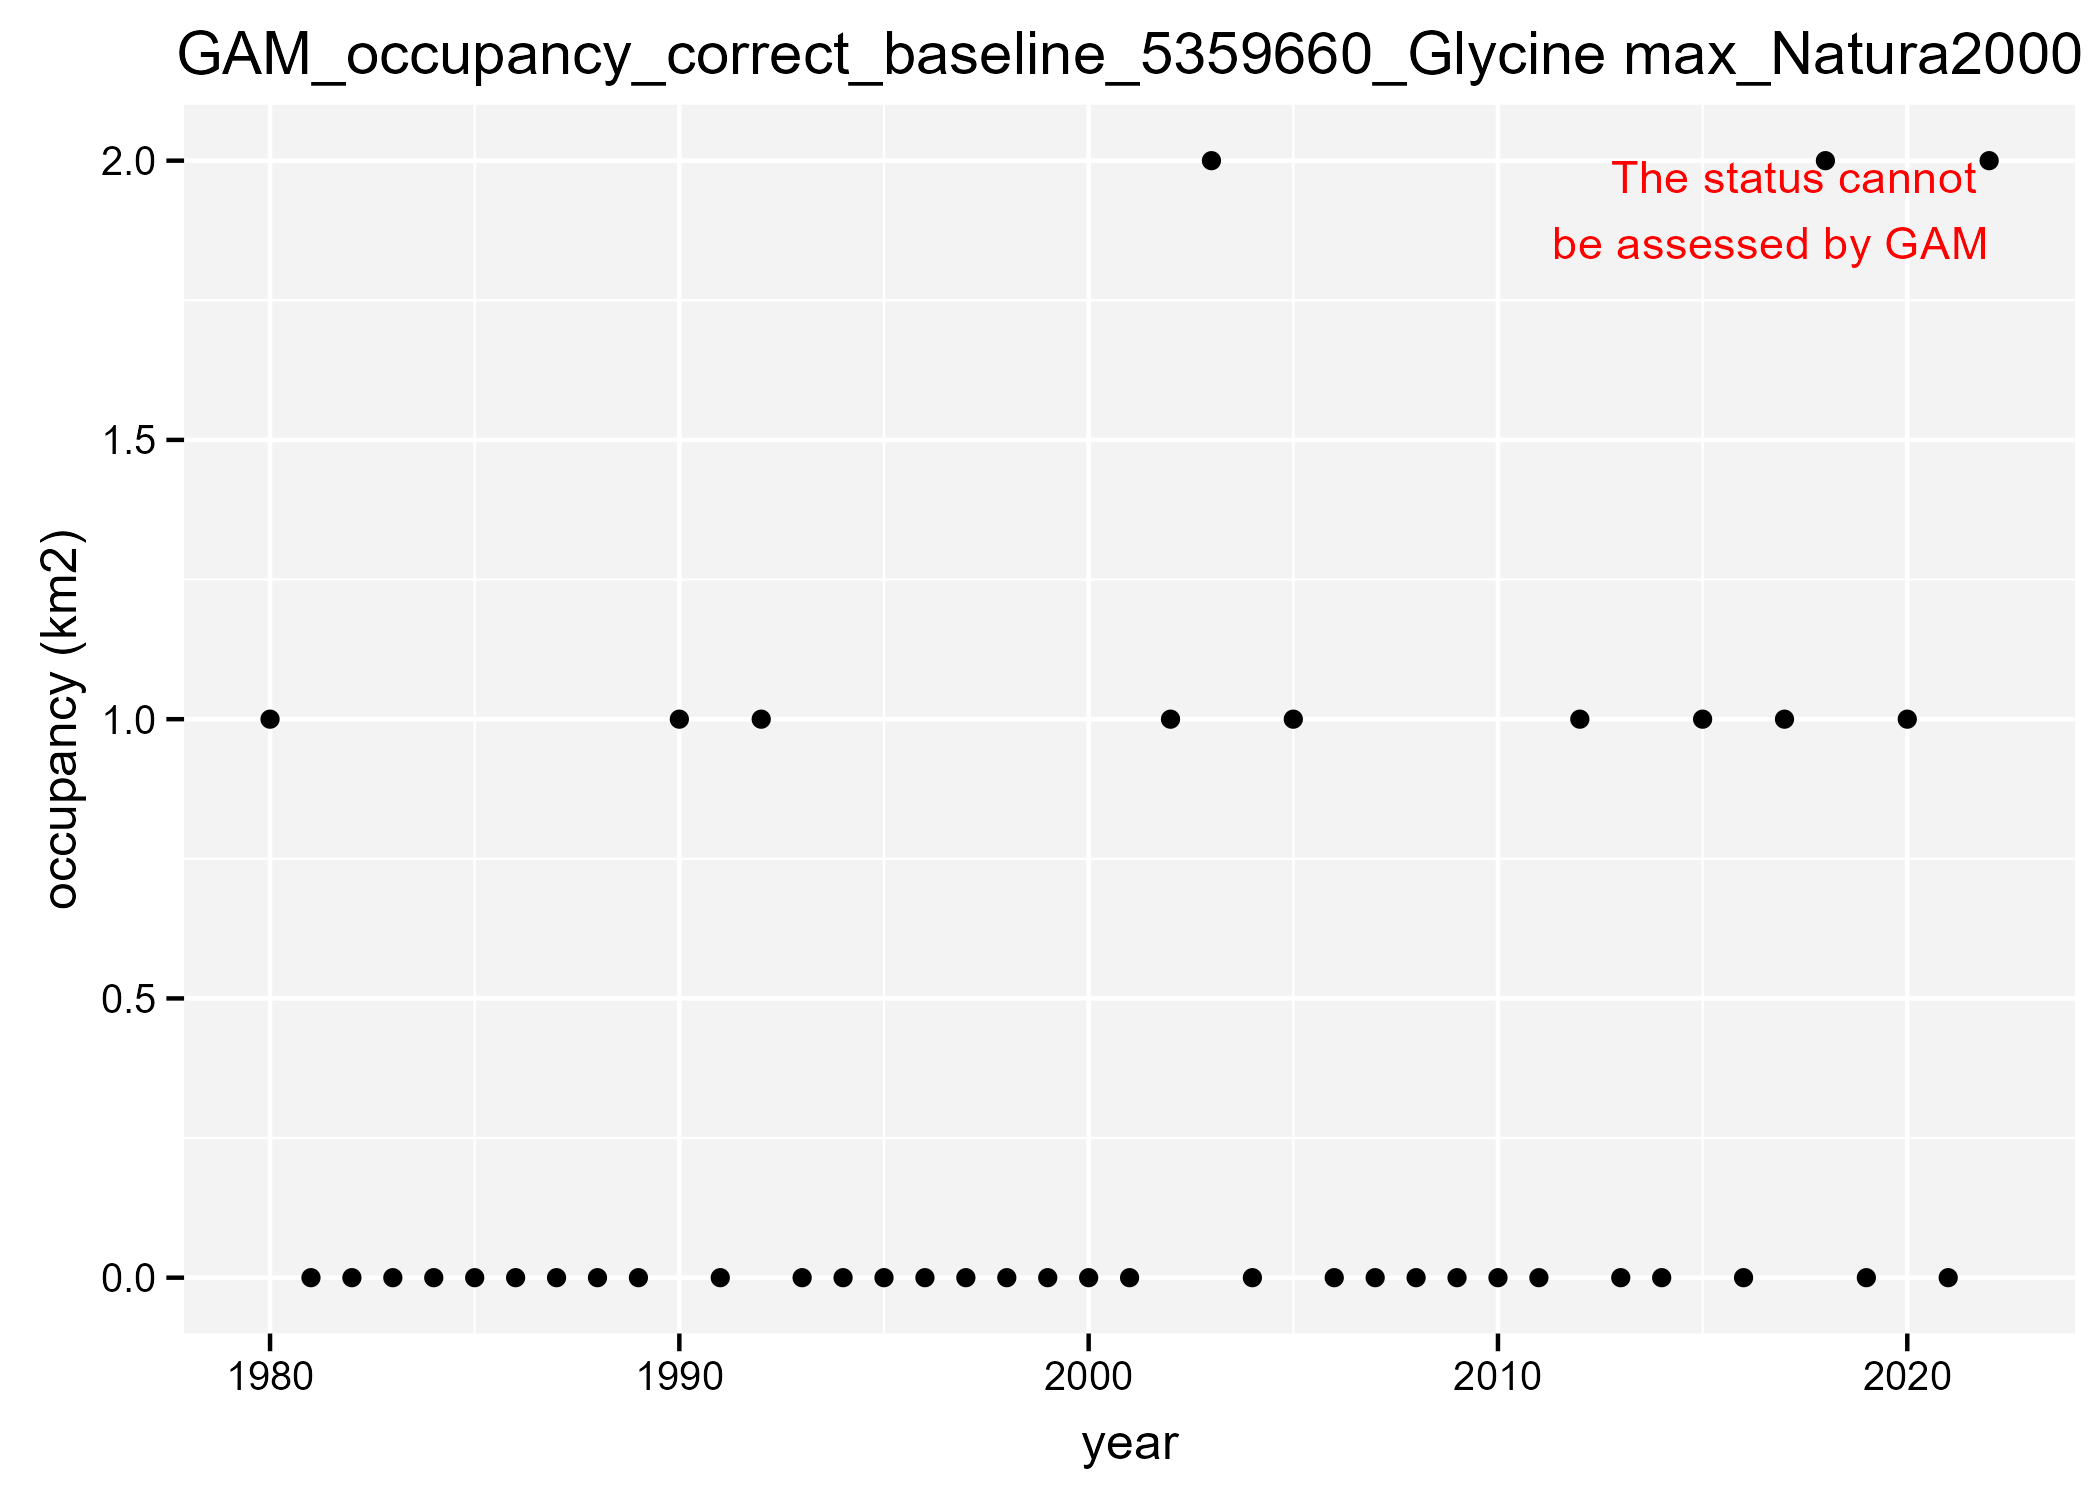 GAM_occupancy_correct_baseline_5359660_Glycine max_Natura2000
2.0
The status cannot
be assessed by GAM
1.5
occupancy (km2)
1.0
0.5
0.0
1980 1990 2000 2010 2020
year